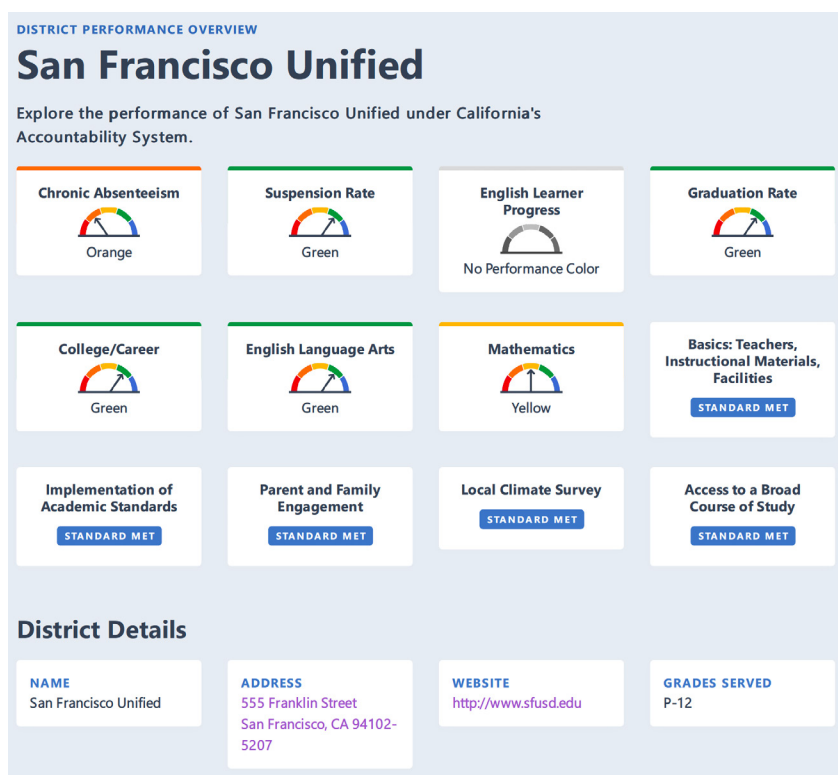 DISTRICT PERFORMANCE OVERVIEW
San Francisco Unified
Explore the performance of San Francisco Unified under California's
Accountability System.
Chronic Absenteeism
Orange
Suspension Rate
Green
English Learner
Progress
No Performance Color
Graduation Rate
Green
College/Career
Green
English Language Arts
Green
Mathematics
Yellow
Basics: Teachers,
Instructional Materials,
Facilities
STANDARD MET
Implementation of
Academic Standards
STANDARD MET
Parent and Family
Engagement
STANDARD MET
Local Climate Survey
STANDARD MET
Access to a Broad
Course of Study
STANDARD MET
District Details
NAME
San Francisco Unified
ADDRESS
555 Franklin Street
San Francisco, CA 94102-
5207
WEBSITE
http://www.sfusd.edu
GRADES SERVED
P-12